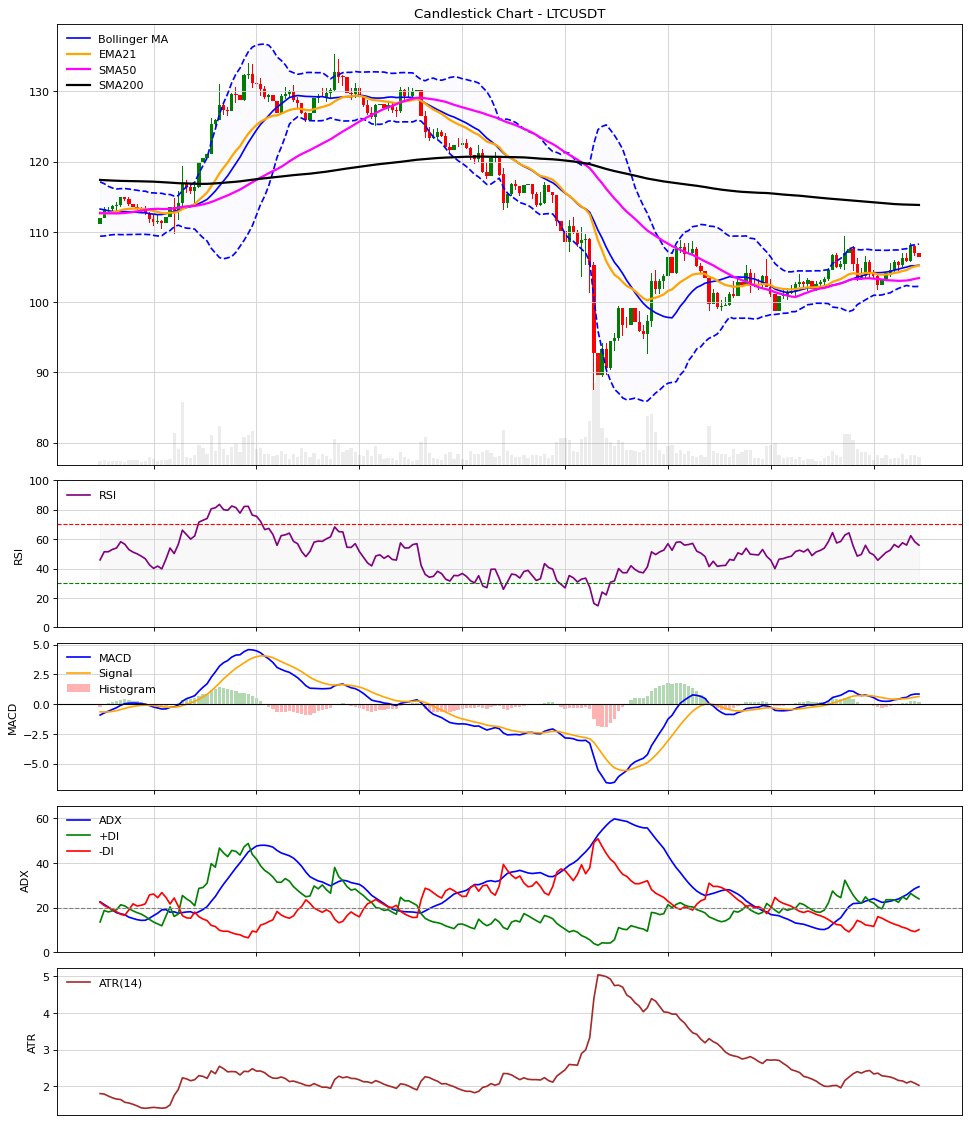 Candlestick Chart - LTCUSDT
Bollinger MA
EMA21
SMA50
SMA200
130
120
110
100
90
80
100
80
60
40
20
0
RSI
RSI
5.0
2.5
0.0
−2.5
−5.0
MACD
MACD
Signal
Histogram
60
40
20
0
ADX
ADX
+DI
-DI
5
4
3
2
ATR
ATR(14)